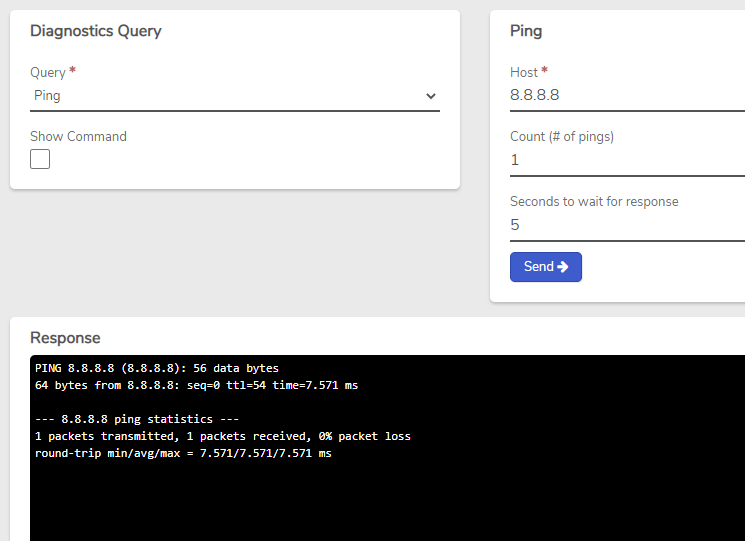 Diagnostics Query
Query *
Ping
Show Command
Ping
Host *
8.8.8.8
Count (# of pings)
1
Seconds to wait for response
5
Send
Response
PING 8.8.8.8 (8.8.8.8): 56 data bytes
64 bytes from 8.8.8.8: seq=0 ttl=54 time=7.571 ms
--- 8.8.8.8 ping statistics ---
1 packets transmitted, 1 packets received, 0% packet loss
round-trip min/avg/max = 7.571/7.571/7.571 ms